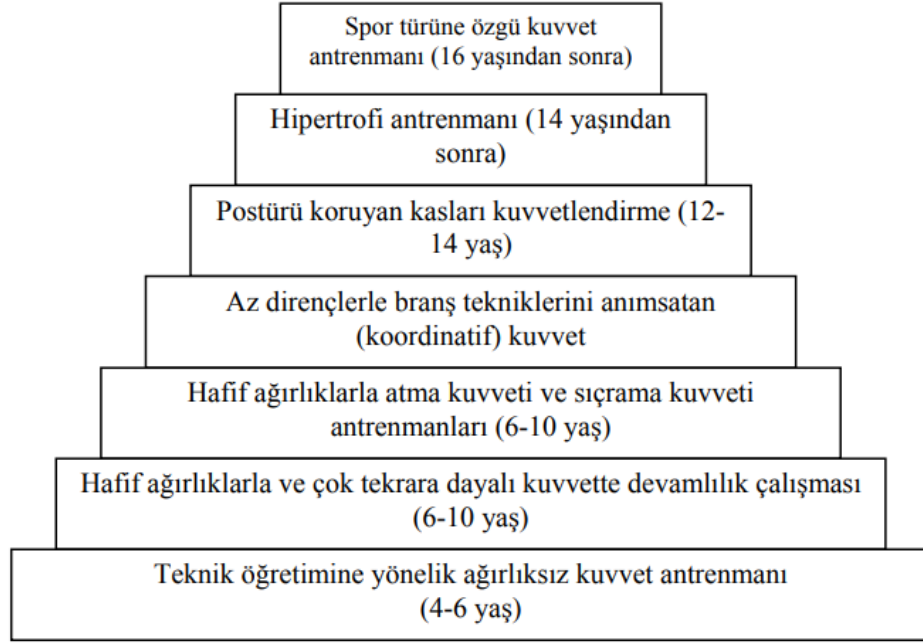 Spor türüne özgü kuvvet
antrenmanı (16 yaşından sonra)
Hipertrofi antrenmanı (14 yaşından
sonra)
Postürü koruyan kasları kuvvetlendirme (12-
14 yaş)
Az dirençlerle branş tekniklerini anımsatan
(koordinatif) kuvvet
Hafif ağırlıklarla atma kuvveti ve sıçrama kuvveti
antrenmanları (6-10 yaş)
Hafif ağırlıklarla ve çok tekrara dayalı kuvvette devamlılık çalışması
(6-10 yaş)
Teknik öğretimine yönelik ağırlıksız kuvvet antrenmanı
(4-6 yaş)